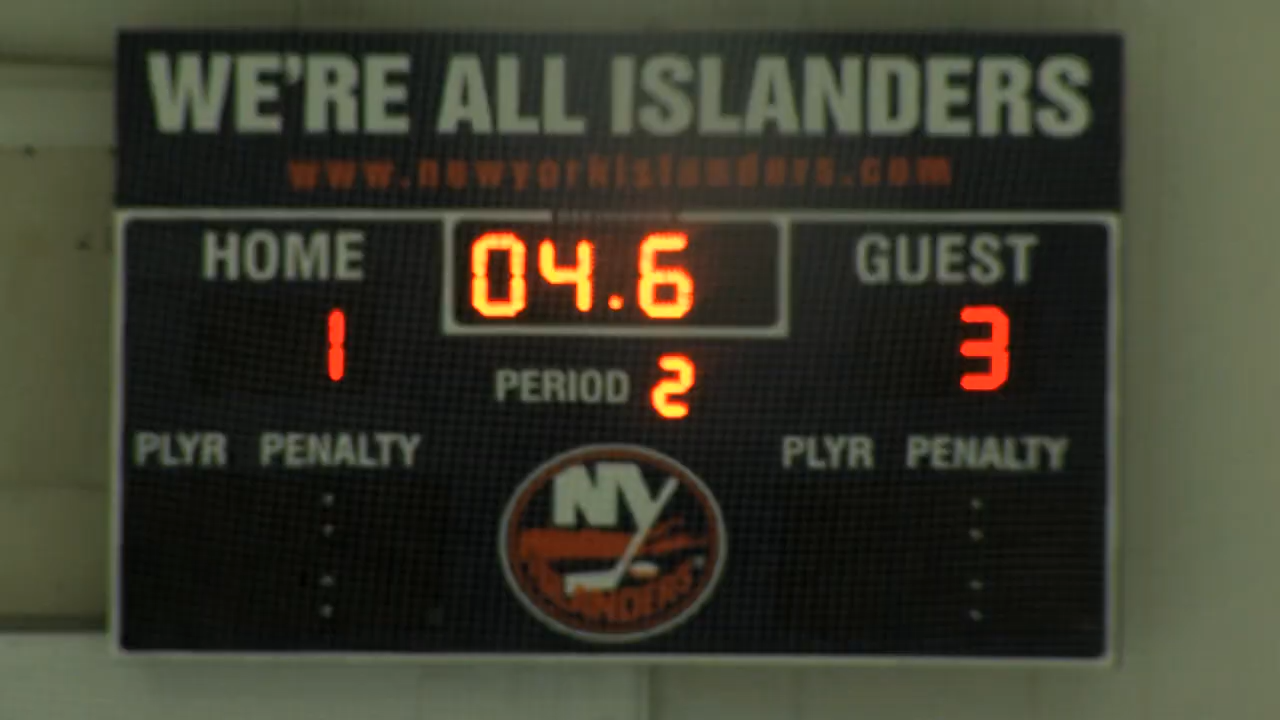 WE'RE ALL ISLANDERS
www.newyorkislanders.com
HOME
04.6
GUEST
1
3
PERIOD 2
PLYR PENALTY
PLYR PENALTY
NY
ISLANDERS